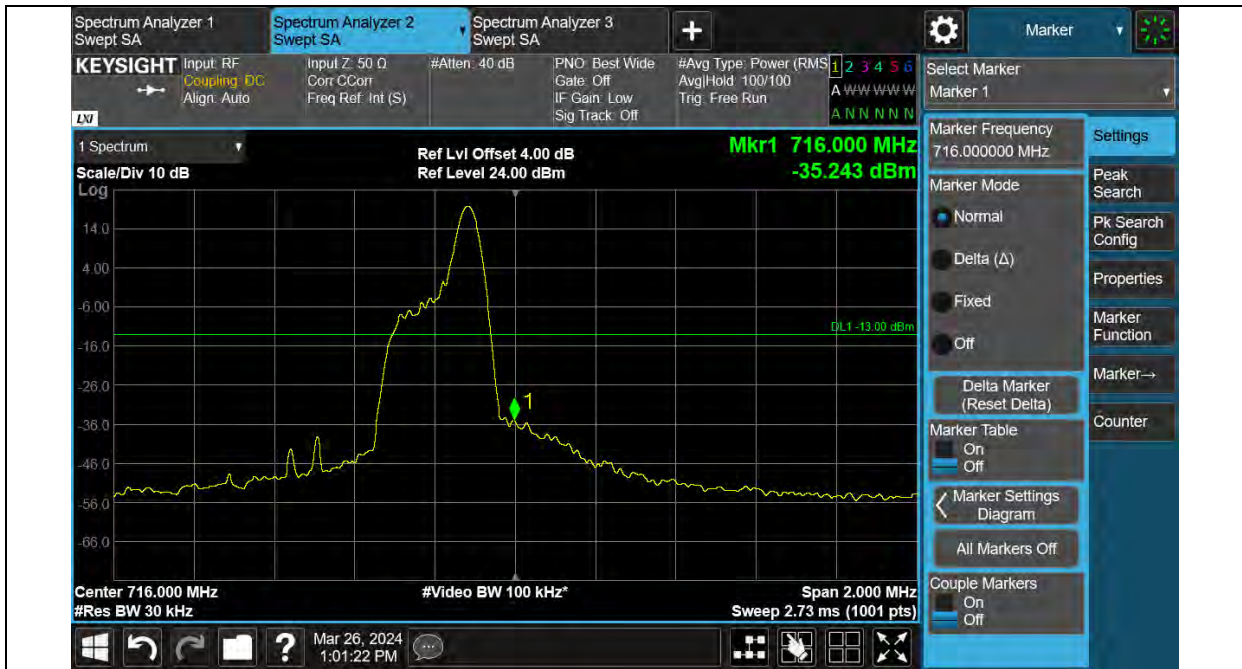 Spectrum Analyzer 1
Swept SA
Spectrum Analyzer 2
Swept SA
Spectrum Analyzer 3
Swept SA
Marker
KEYSIGHT
LXI
Input: RF
Coupling: DC
Align: Auto
Input Z: 50 Ω
Corr CCorr
Freq Ref: Int (S)
#Atten: 40 dB
PNO: Best Wide
Gate: Off
IF Gain: Low
Sig Track: Off
#Avg Type: Power (RMS
Avg|Hold: 100/100
Trig: Free Run
1 2 3 4 5 6
A W W W W W
A N N N N N
1 Spectrum
Scale/Div 10 dB
Log
Ref Lvl Offset 4.00 dB
Ref Level 24.00 dBm
Mkr1 716.000 MHz
-35.243 dBm
14.0
4.00
-6.00
-16.0
-26.0
-36.0
-46.0
-56.0
-66.0
DL1 -13.00 dBm
1
Center 716.000 MHz
#Res BW 30 kHz
#Video BW 100 kHz*
Span 2.000 MHz
Sweep 2.73 ms (1001 pts)
Select Marker
Marker 1
Marker Frequency
716.000000 MHz
Marker Mode
Normal
Delta (Δ)
Fixed
Off
Delta Marker
(Reset Delta)
Marker Table
On
Off
Marker Settings
Diagram
All Markers Off
Couple Markers
On
Off
Settings
Peak
Search
Pk Search
Config
Properties
Marker
Function
Marker→
Counter
?
Mar 26, 2024
1:01:22 PM